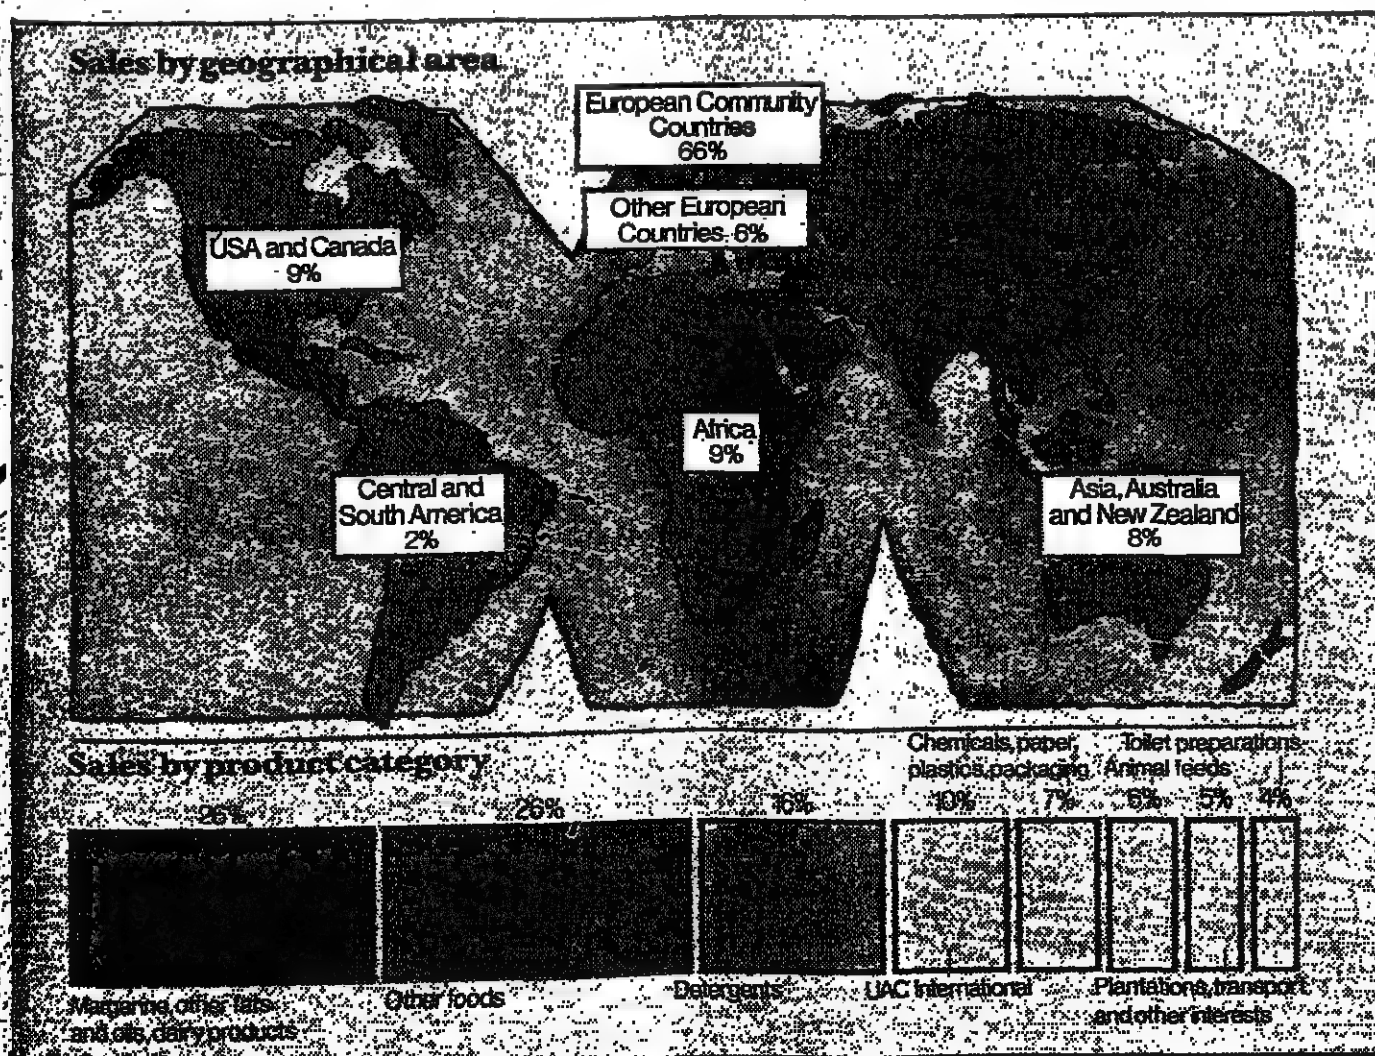 Sales by geographical area
European Community
Countries
66%
Other European
Countries 6%
USA and Canada
9%
Africa
9%
Central and
South America
2%
Asia, Australia
and New Zealand
8%
Sales by product category
Chemicals, paper, Toilet preparations
plastics, packaging Animal feeds
26% 26% 16% 10% 7% 6% 5% 4%
Margarine, other fats
and oils, dairy products
Other foods
Detergents
UAC International
Plantations, transport
and other interests